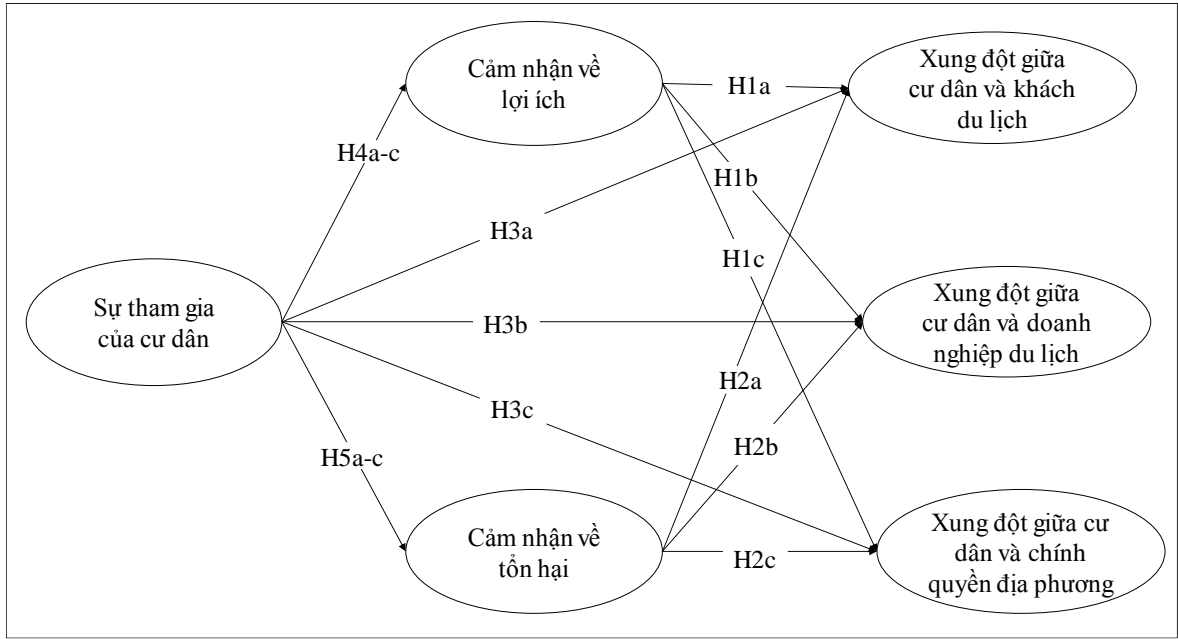 Cảm nhận về
lợi ích
Xung đột giữa
cư dân và khách
du lịch
H1a
H4a-c
H1b
H3a
H1c
Sự tham gia
của cư dân
H3b
Xung đột giữa
cư dân và doanh
nghiệp du lịch
H2a
H3c
H2b
H5a-c
Cảm nhận về
tổn hại
H2c
Xung đột giữa cư
dân và chính
quyền địa phương